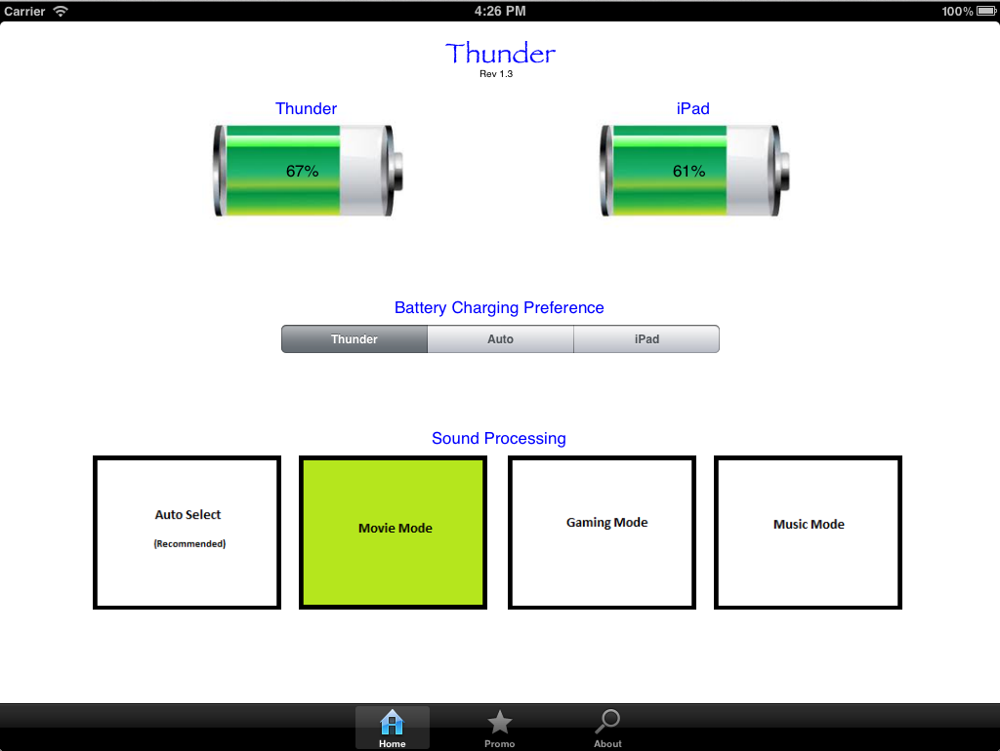 Carrier 4:26 PM 100%
Thunder
Rev 1.3
Thunder iPad
67% 61%
Battery Charging Preference
Thunder Auto iPad
Sound Processing
Auto Select
(Recommended)
Movie Mode
Gaming Mode
Music Mode
Home Promo About